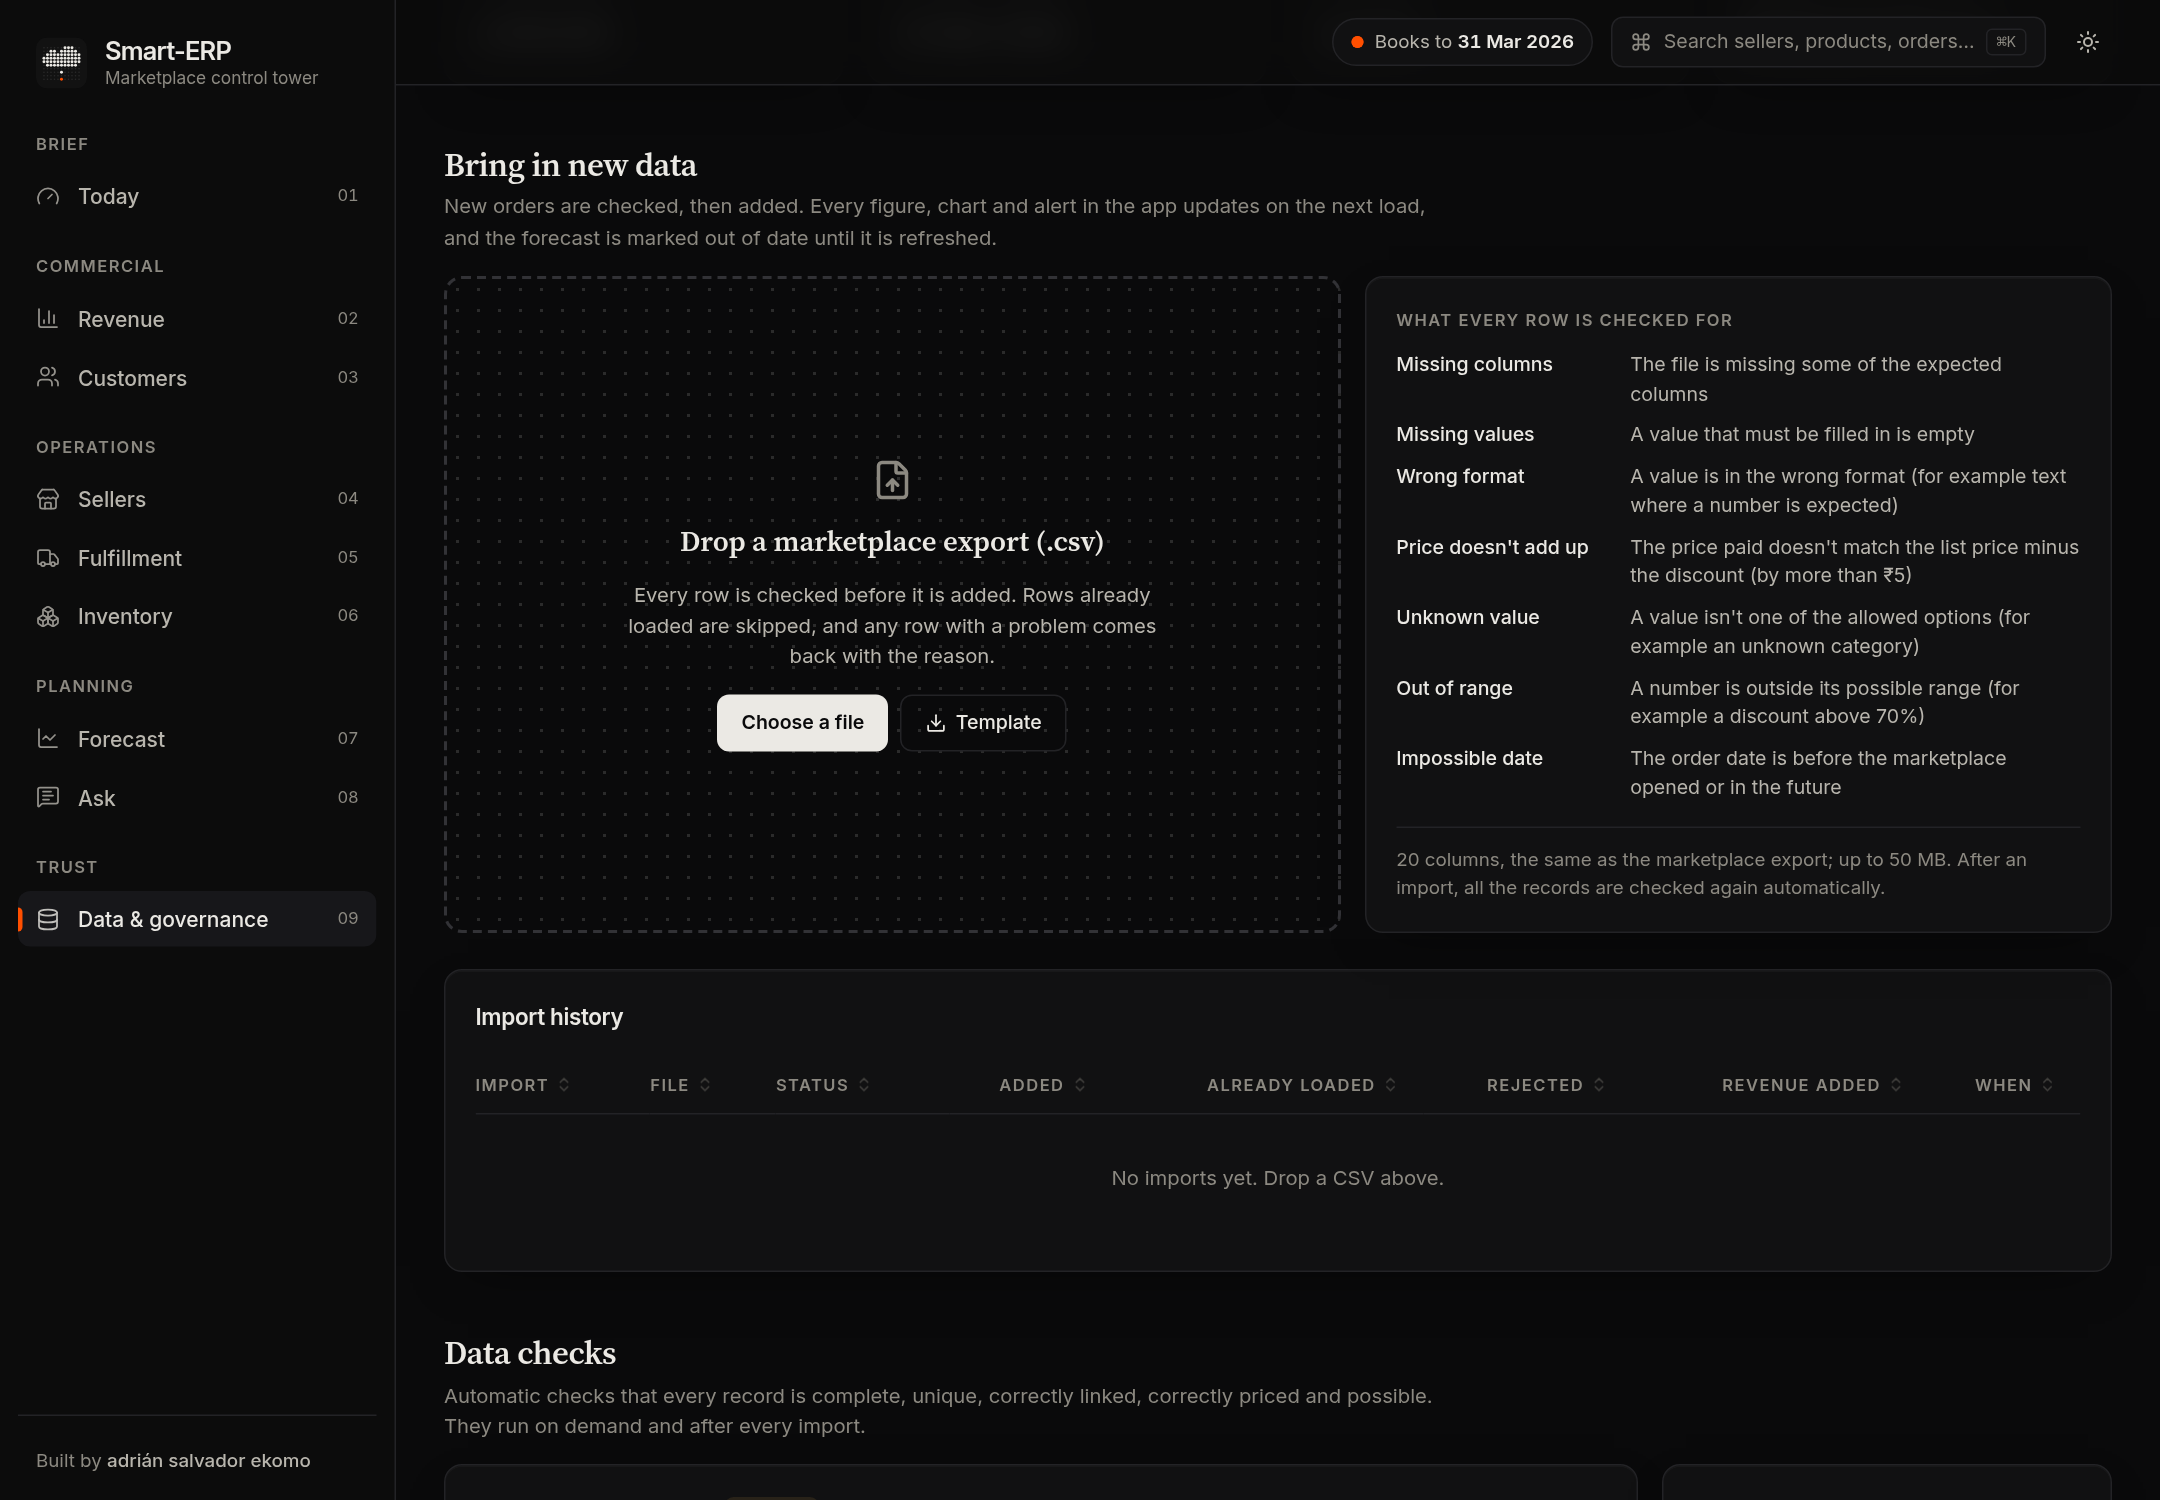 Smart-ERP
Marketplace control tower
BRIEF
Today 01
COMMERCIAL
Revenue 02
Customers 03
OPERATIONS
Sellers 04
Fulfillment 05
Inventory 06
PLANNING
Forecast 07
Ask 08
TRUST
Data & governance 09
Built by adrián salvador ekomo
Books to 31 Mar 2026
Search sellers, products, orders... ⌘K
Bring in new data
New orders are checked, then added. Every figure, chart and alert in the app updates on the next load,
and the forecast is marked out of date until it is refreshed.
Drop a marketplace export (.csv)
Every row is checked before it is added. Rows already
loaded are skipped, and any row with a problem comes
back with the reason.
Choose a file
Template
WHAT EVERY ROW IS CHECKED FOR
Missing columns The file is missing some of the expected
columns
Missing values A value that must be filled in is empty
Wrong format A value is in the wrong format (for example text
where a number is expected)
Price doesn't add up The price paid doesn't match the list price minus
the discount (by more than ₹5)
Unknown value A value isn't one of the allowed options (for
example an unknown category)
Out of range A number is outside its possible range (for
example a discount above 70%)
Impossible date The order date is before the marketplace
opened or in the future
20 columns, the same as the marketplace export; up to 50 MB. After an
import, all the records are checked again automatically.
Import history
IMPORT FILE STATUS ADDED ALREADY LOADED REJECTED REVENUE ADDED WHEN
No imports yet. Drop a CSV above.
Data checks
Automatic checks that every record is complete, unique, correctly linked, correctly priced and possible.
They run on demand and after every import.